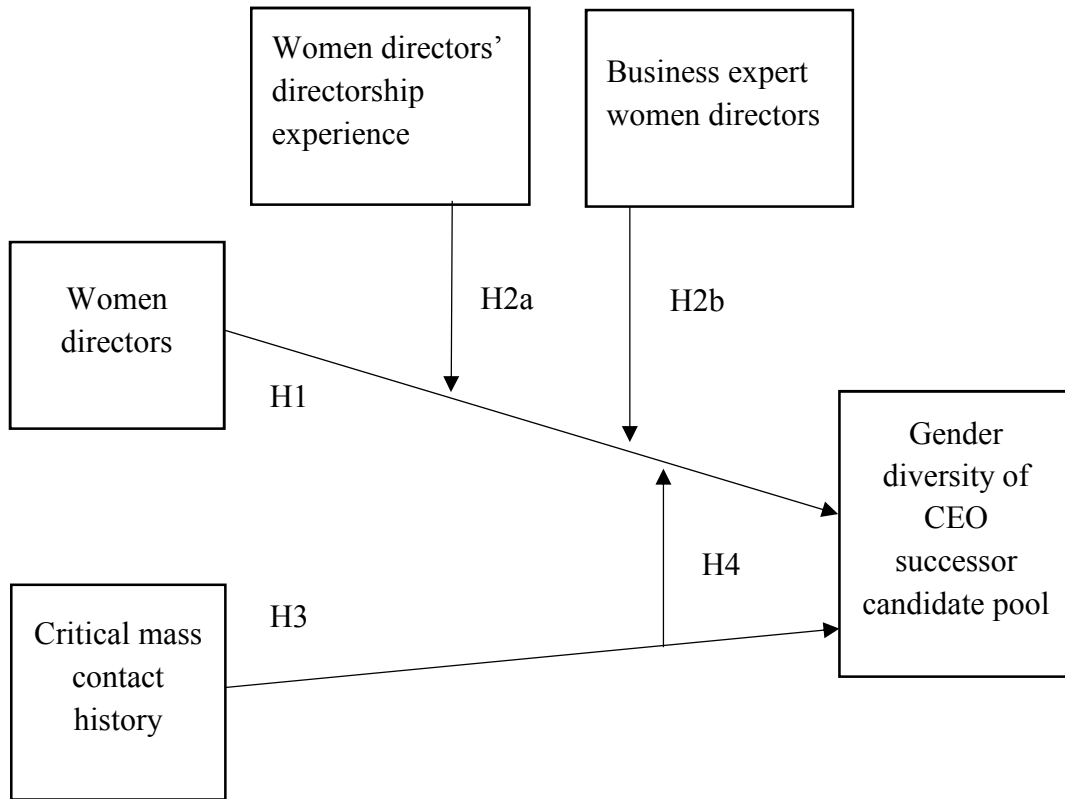 Women directors’
directorship
experience
Business expert
women directors
Women
directors
H2a
H2b
H1
Gender
diversity of
CEO
successor
candidate pool
H4
H3
Critical mass
contact
history